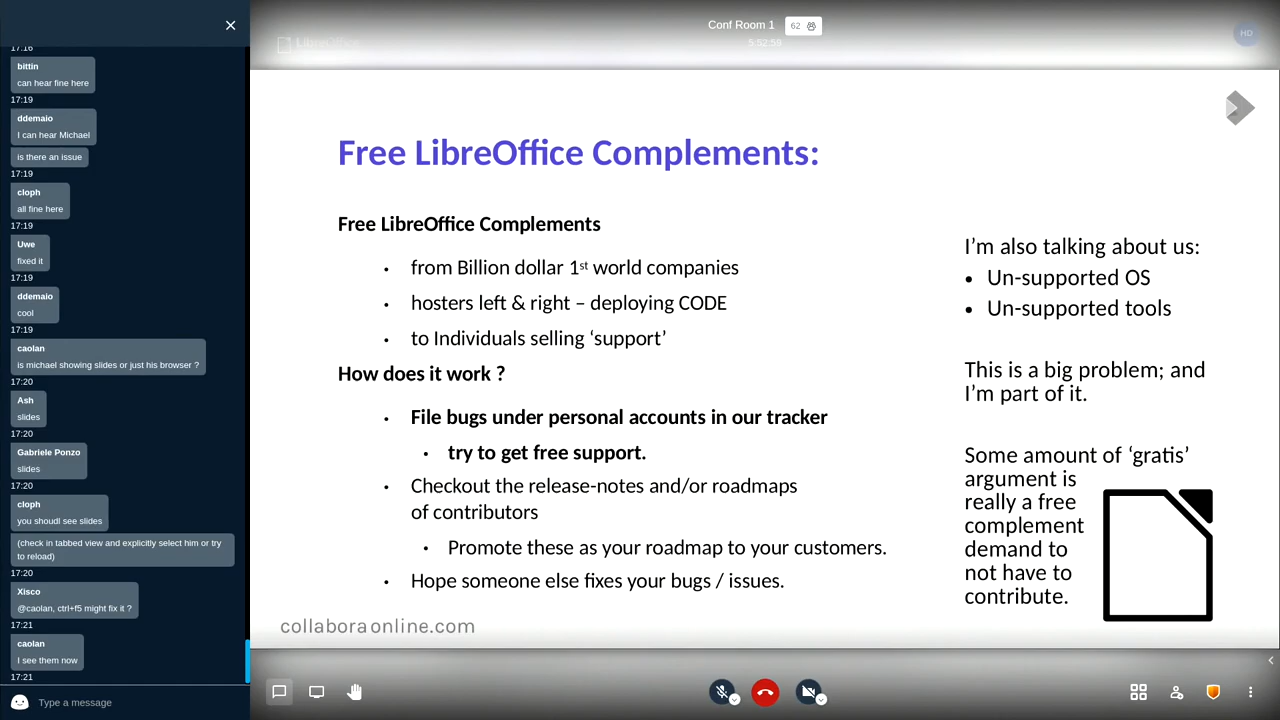 17:16
bittin
can hear fine here
17:19
ddemaio
I can hear Michael
is there an issue
17:19
cloph
all fine here
17:19
Uwe
fixed it
17:19
ddemaio
cool
17:19
caolan
is michael showing slides or just his browser ?
17:20
Ash
slides
17:20
Gabriele Ponzo
slides
17:20
cloph
you shoudl see slides
(check in tabbed view and explicitly select him or try
to reload)
17:20
Xisco
@caolan, ctrl+f5 might fix it ?
17:21
caolan
I see them now
17:21
Type a message
Conf Room 1
62
5:52:59
LibreOffice
HD
Free LibreOffice Complements:
Free LibreOffice Complements
• from Billion dollar 1st world companies
• hosters left & right – deploying CODE
• to Individuals selling ‘support’
How does it work ?
• File bugs under personal accounts in our tracker
• try to get free support.
• Checkout the release-notes and/or roadmaps
of contributors
• Promote these as your roadmap to your customers.
• Hope someone else fixes your bugs / issues.
I’m also talking about us:
• Un-supported OS
• Un-supported tools
This is a big problem; and
I’m part of it.
Some amount of ‘gratis’
argument is
really a free
complement
demand to
not have to
contribute.
collaboraonline.com